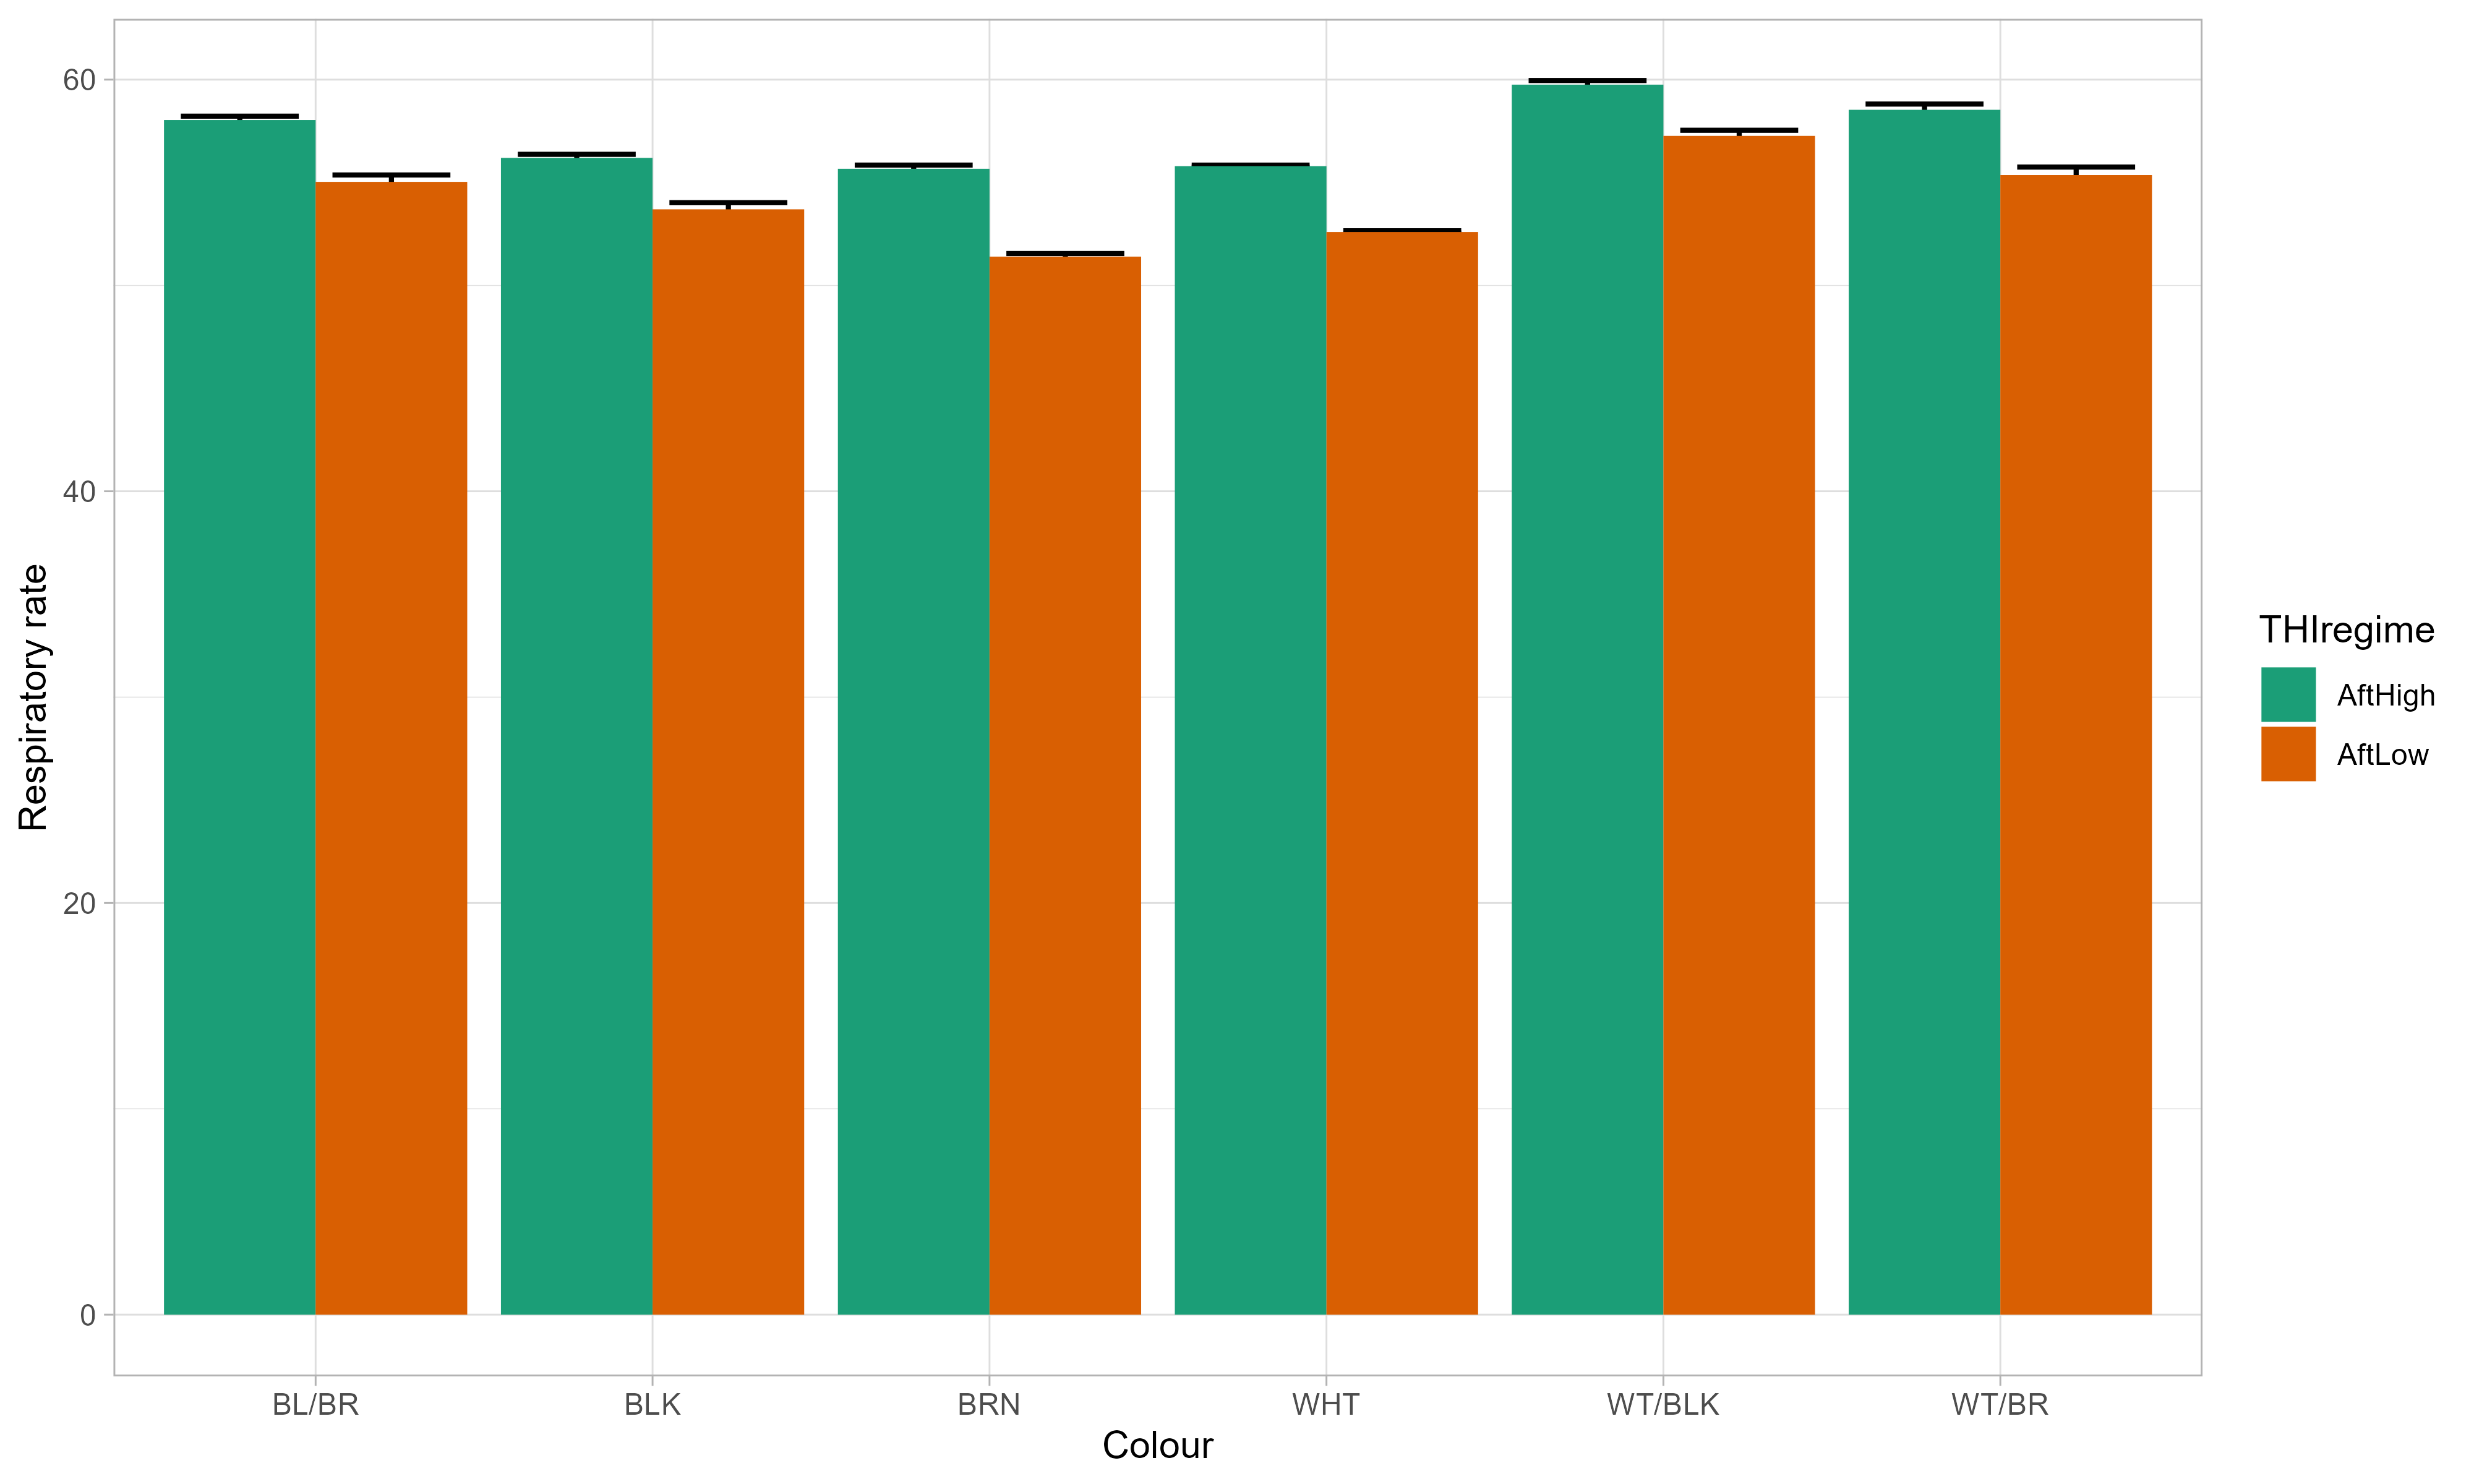 60
40
20
0
Respiratory rate
BL/BR
BLK
BRN
WHT
WT/BLK
WT/BR
Colour
THIregime
AftHigh
AftLow